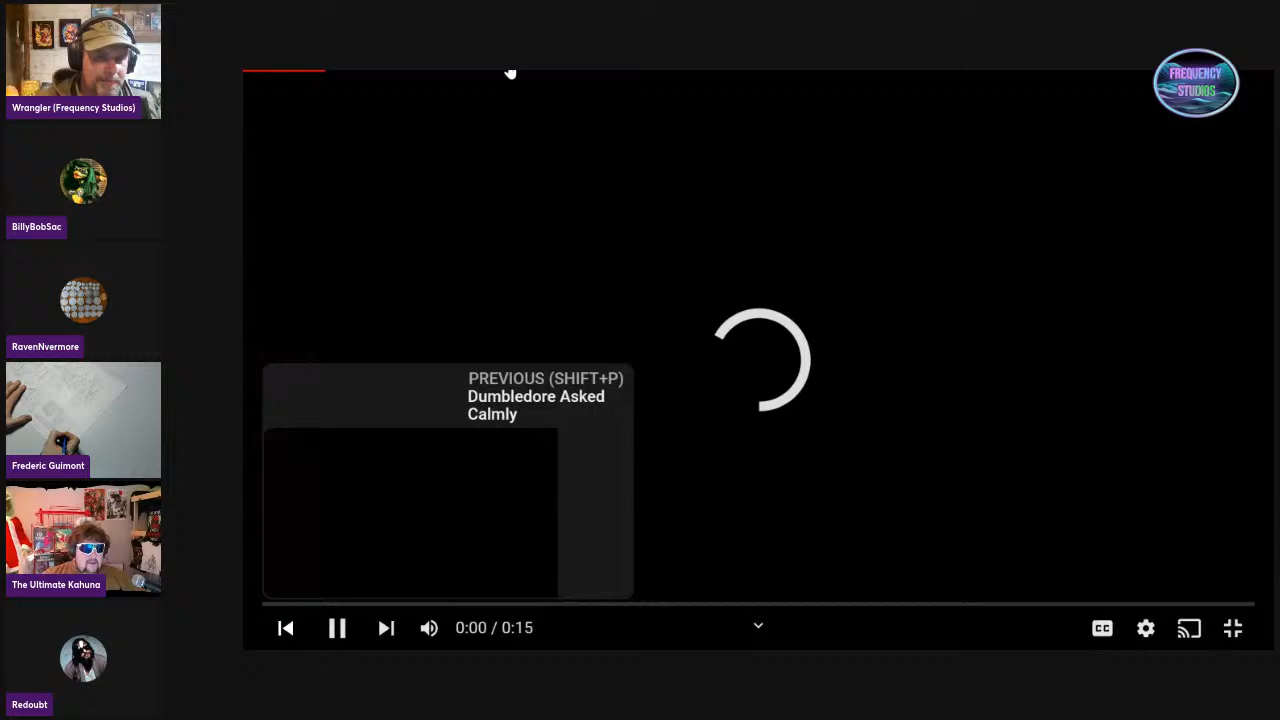 Wrangler (Frequency Studios)
BillyBobSac
RavenNvermore
Frederic Guimont
The Ultimate Kahuna
Redoubt
FREQUENCY
STUDIOS
PREVIOUS (SHIFT+P)
Dumbledore Asked
Calmly
0:00 / 0:15
CC